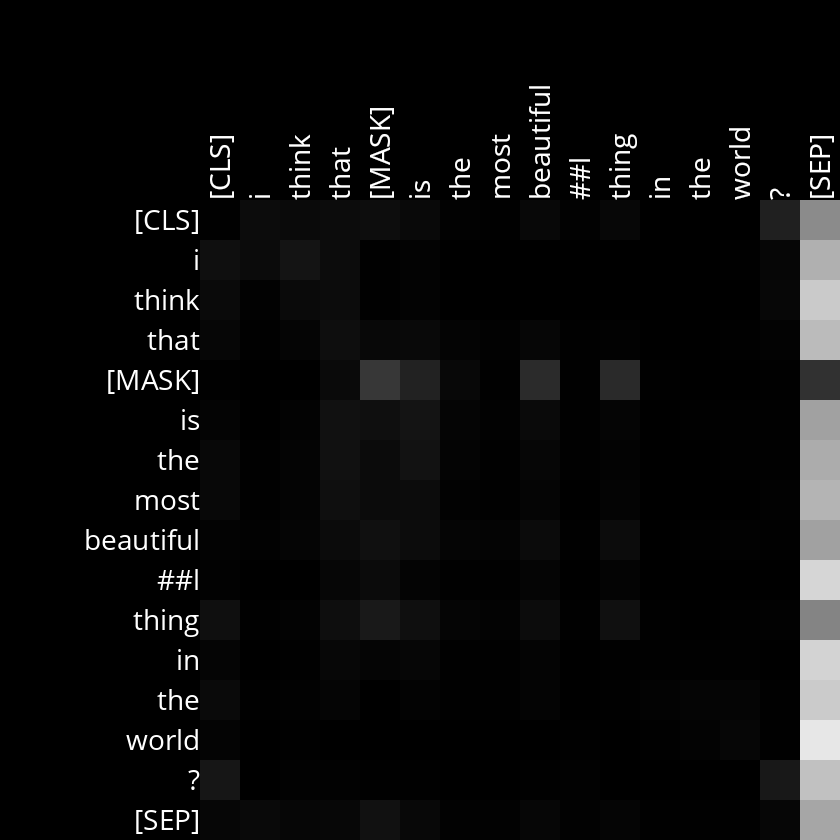 [CLS]
i
think
that
[MASK]
is
the
most
beautiful
##l
thing
in
the
world
?
[SEP]
[CLS]
i
think
that
[MASK]
is
the
most
beautiful
##l
thing
in
the
world
?
[SEP]